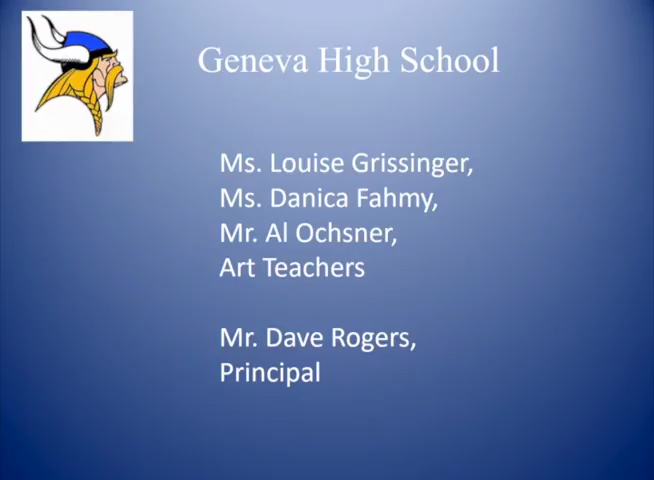 Geneva High School
Ms. Louise Grissinger,
Ms. Danica Fahmy,
Mr. Al Ochsner,
Art Teachers
Mr. Dave Rogers,
Principal